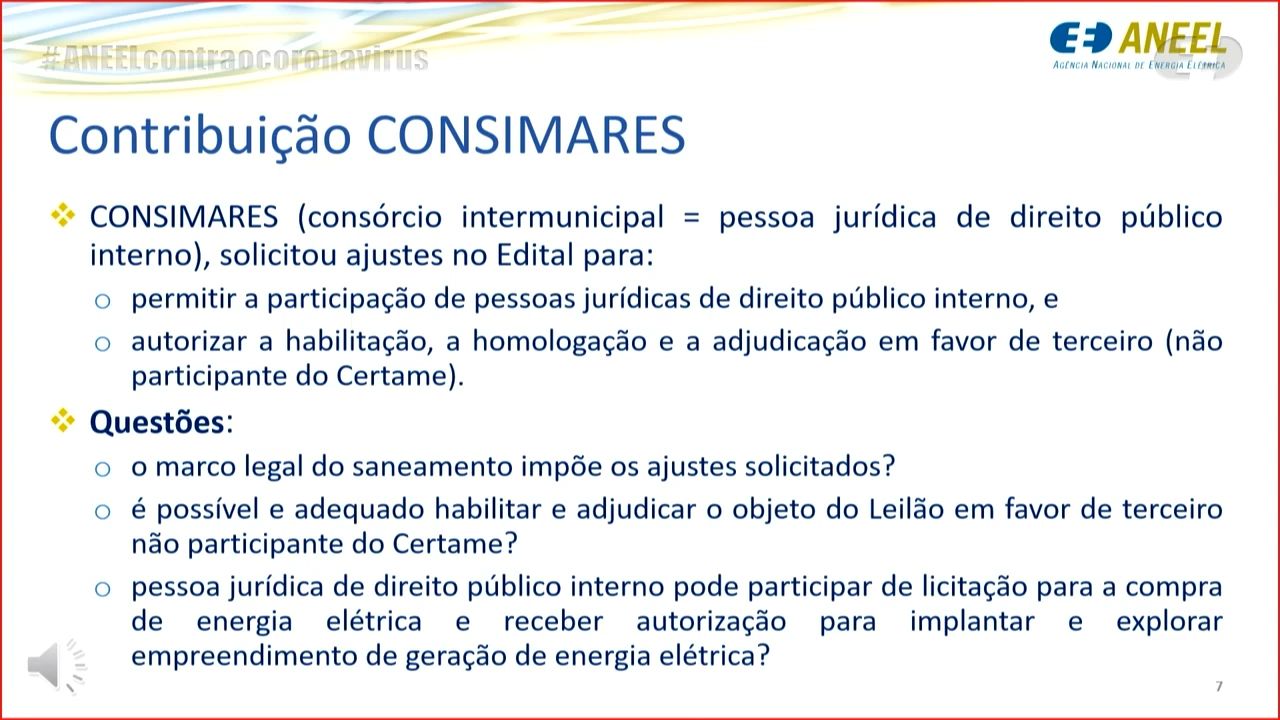 #ANEELcontraocoronavirus
ANEEL
AGÊNCIA NACIONAL DE ENERGIA ELÉTRICA
Contribuição CONSIMARES
CONSIMARES (consórcio intermunicipal = pessoa jurídica de direito público
interno), solicitou ajustes no Edital para:
permitir a participação de pessoas jurídicas de direito público interno, e
autorizar a habilitação, a homologação e a adjudicação em favor de terceiro (não
participante do Certame).
Questões:
o marco legal do saneamento impõe os ajustes solicitados?
é possível e adequado habilitar e adjudicar o objeto do Leilão em favor de terceiro
não participante do Certame?
pessoa jurídica de direito público interno pode participar de licitação para a compra
de energia elétrica e receber autorização para implantar e explorar
empreendimento de geração de energia elétrica?
7